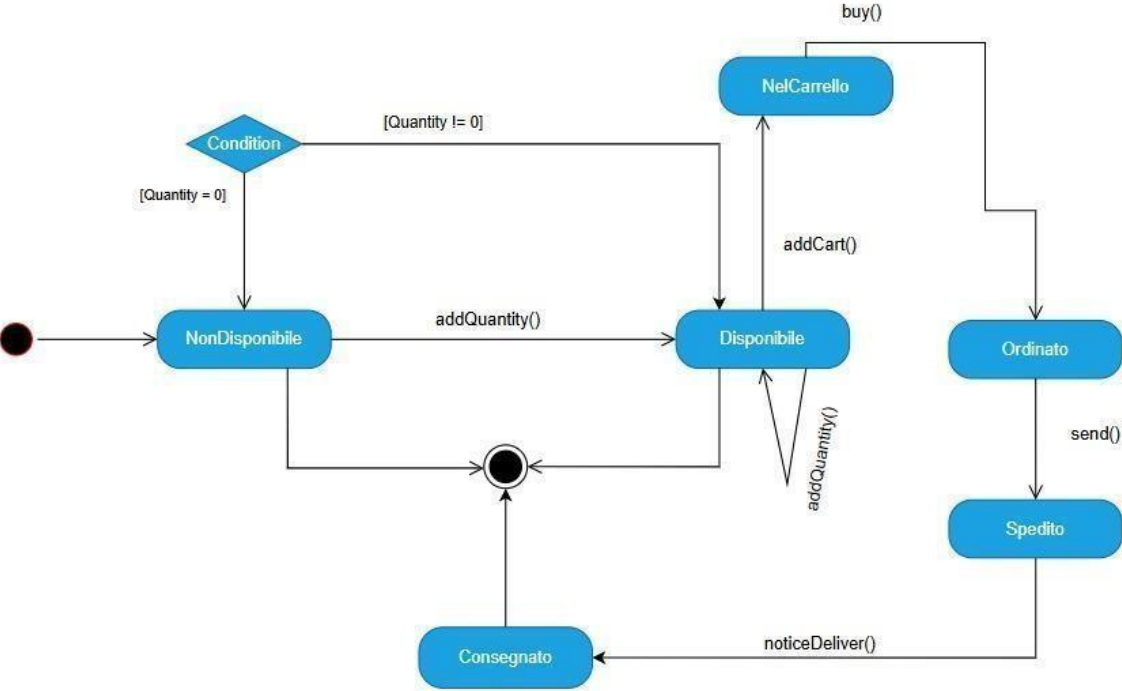 buy()
NelCarrello
[Quantity != 0]
Condition
[Quantity = 0]
addCart()
addQuantity()
NonDisponibile
Disponibile
Ordinato
addQuantity()
send()
Spedito
noticeDeliver()
Consegnato